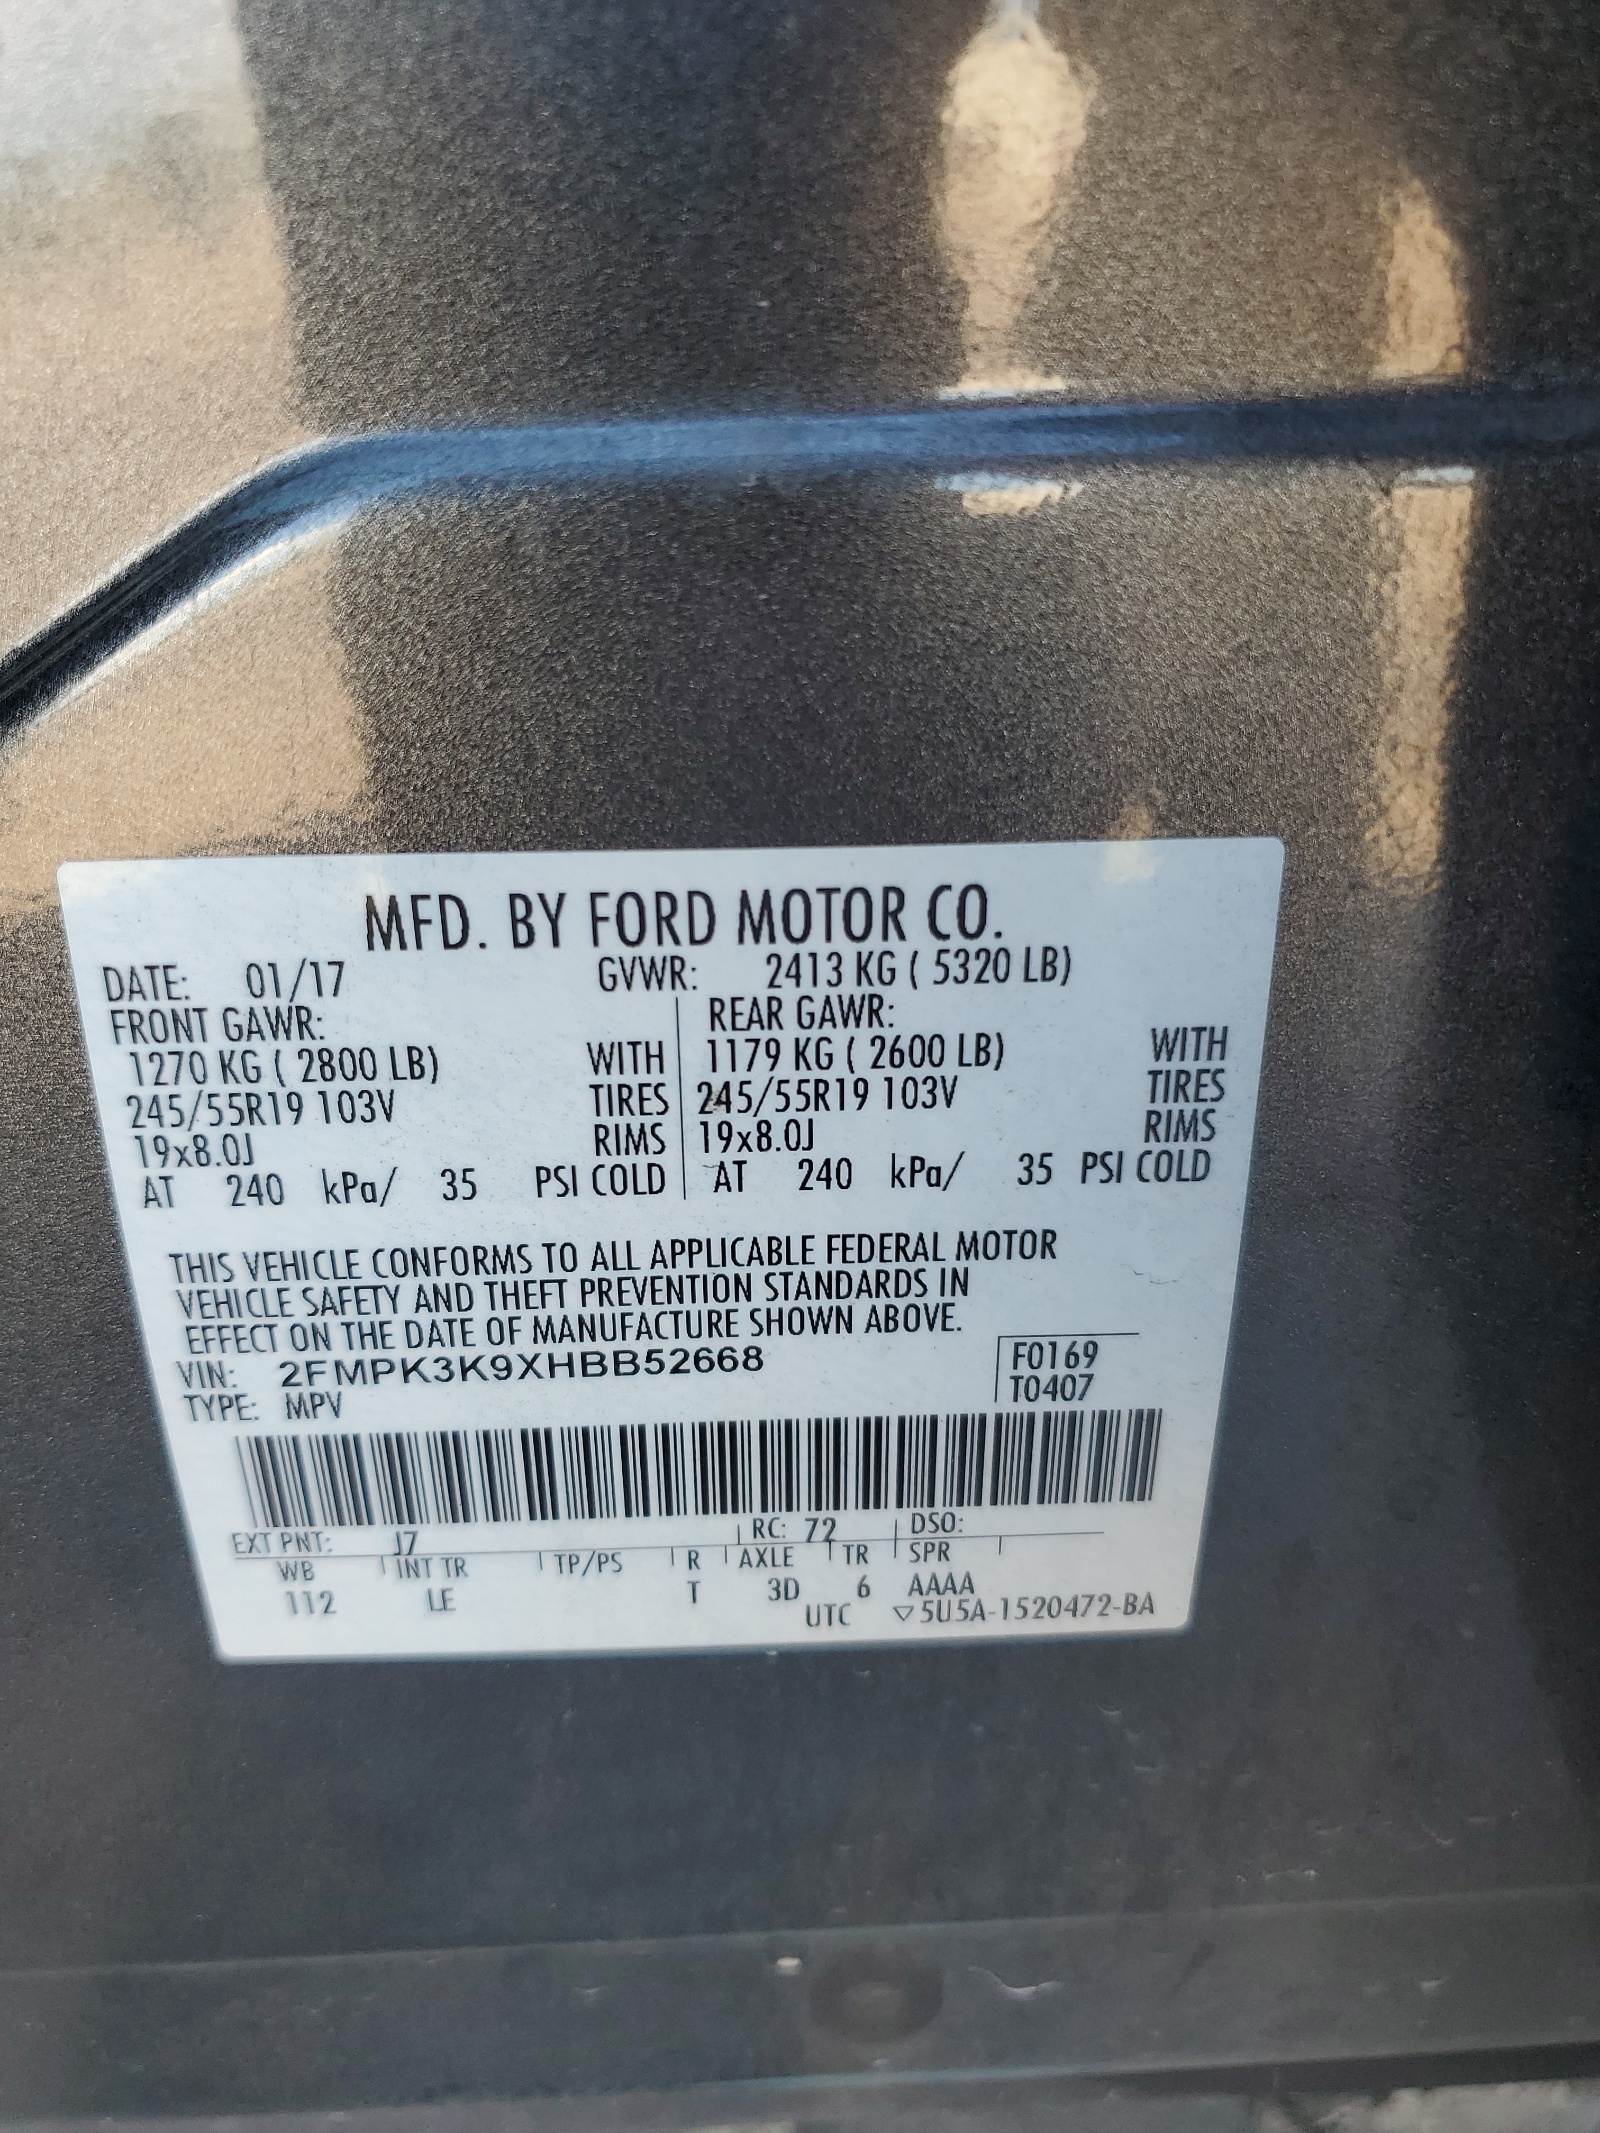 MFD. BY FORD MOTOR CO.
DATE: 01/17 GVWR: 2413 KG ( 5320 LB)
FRONT GAWR: REAR GAWR:
1270 KG ( 2800 LB) WITH 1179 KG ( 2600 LB) WITH
245/55R19 103V TIRES 245/55R19 103V TIRES
19x8.0J RIMS 19x8.0J RIMS
AT 240 kPa/ 35 PSI COLD AT 240 kPa/ 35 PSI COLD
THIS VEHICLE CONFORMS TO ALL APPLICABLE FEDERAL MOTOR
VEHICLE SAFETY AND THEFT PREVENTION STANDARDS IN
EFFECT ON THE DATE OF MANUFACTURE SHOWN ABOVE.
VIN: 2FMPK3K9XHBB52668 F0169
TYPE: MPV T0407
EXT PNT: J7 RC: 72 DSO:
WB INT TR TP/PS R AXLE TR SPR
112 LE T 3D 6 AAAA
UTC ▽5U5A-1520472-BA